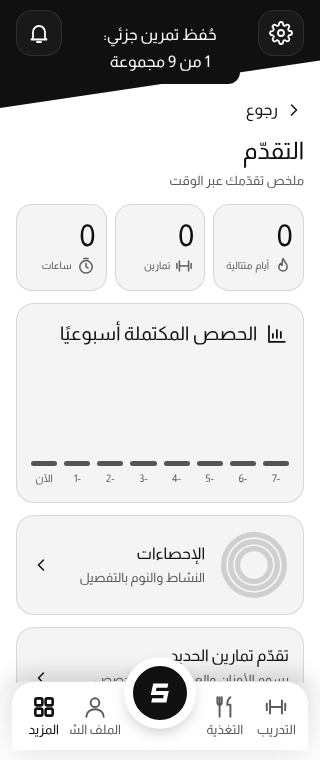 حُفظ تمرين جزئي:
1 من 9 مجموعة
رجوع
التقدّم
ملخص تقدّمك عبر الوقت
0
أيام متتالية
0
تمارين
0
ساعات
الحصص المكتملة أسبوعيًا
-7
-6
-5
-4
-3
-2
-1
الآن
الإحصاءات
النشاط والنوم بالتفصيل
تقدّم تمارين الحديد
رسوم الأوزان
التدريب
التغذية
الملف الش
المزيد